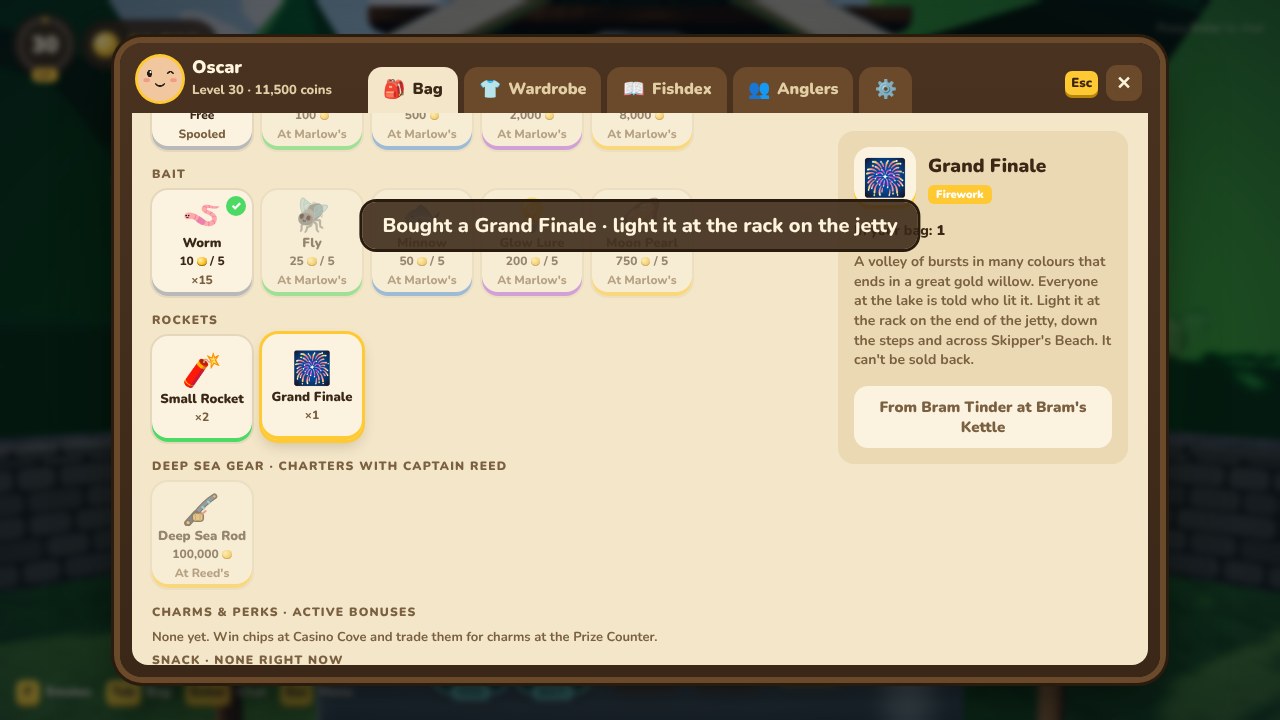 30
Oscar
Level 30 · 11,500 coins
Bag
Wardrobe
Fishdex
Anglers
Esc
Free
Spooled
100
At Marlow's
500
At Marlow's
2,000
At Marlow's
8,000
At Marlow's
BAIT
Worm
10 / 5
×15
Fly
25 / 5
At Marlow's
Minnow
50 / 5
At Marlow's
Glow Lure
200 / 5
At Marlow's
Moon Pearl
750 / 5
At Marlow's
Bought a Grand Finale · light it at the rack on the jetty
ROCKETS
Small Rocket
×2
Grand Finale
×1
DEEP SEA GEAR · CHARTERS WITH CAPTAIN REED
Deep Sea Rod
100,000
At Reed's
CHARMS & PERKS · ACTIVE BONUSES
None yet. Win chips at Casino Cove and trade them for charms at the Prize Counter.
SNACK · NONE RIGHT NOW
Grand Finale
Firework
bag: 1
A volley of bursts in many colours that
ends in a great gold willow. Everyone
at the lake is told who lit it. Light it at
the rack on the end of the jetty, down
the steps and across Skipper's Beach. It
can't be sold back.
From Bram Tinder at Bram's
Kettle